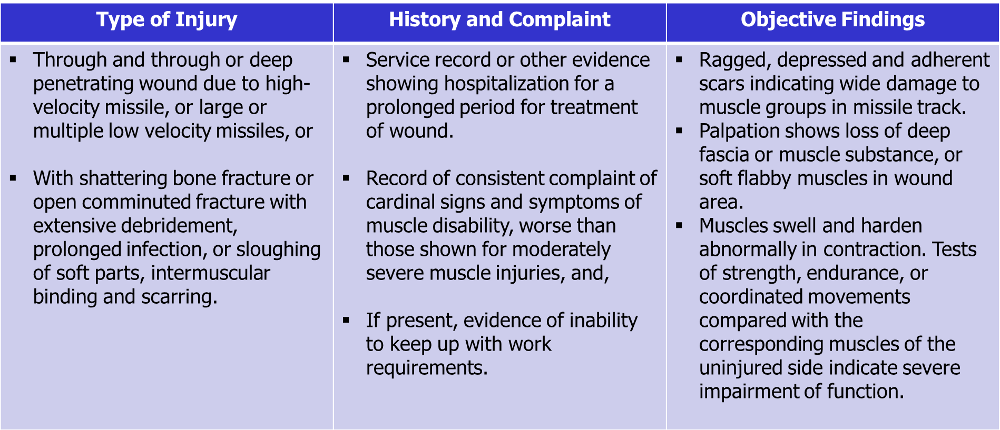 Type of Injury
History and Complaint
Objective Findings
▪ Through and through or deep
penetrating wound due to high-
velocity missile, or large or
multiple low velocity missiles, or
▪ With shattering bone fracture or
open comminuted fracture with
extensive debridement,
prolonged infection, or sloughing
of soft parts, intermuscular
binding and scarring.
▪ Service record or other evidence
showing hospitalization for a
prolonged period for treatment
of wound.
▪ Record of consistent complaint of
cardinal signs and symptoms of
muscle disability, worse than
those shown for moderately
severe muscle injuries, and,
▪ If present, evidence of inability
to keep up with work
requirements.
▪ Ragged, depressed and adherent
scars indicating wide damage to
muscle groups in missile track.
▪ Palpation shows loss of deep
fascia or muscle substance, or
soft flabby muscles in wound
area.
▪ Muscles swell and harden
abnormally in contraction. Tests
of strength, endurance, or
coordinated movements
compared with the
corresponding muscles of the
uninjured side indicate severe
impairment of function.